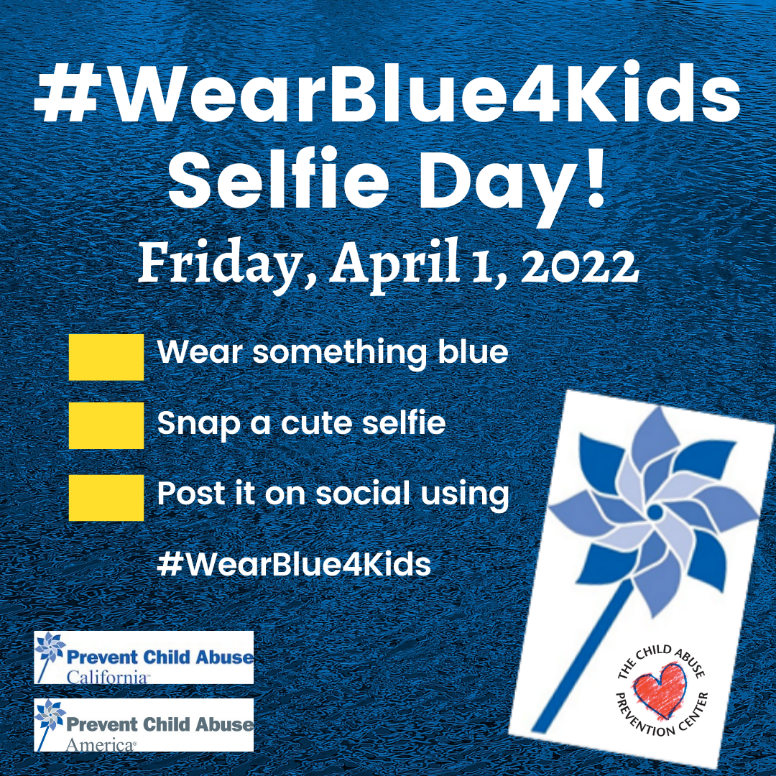 #WearBlue4Kids
Selfie Day!
Friday, April 1, 2022
Wear something blue
Snap a cute selfie
Post it on social using
#WearBlue4Kids
Prevent Child Abuse
California
Prevent Child Abuse
America®
THE CHILD ABUSE
PREVENTION CENTER